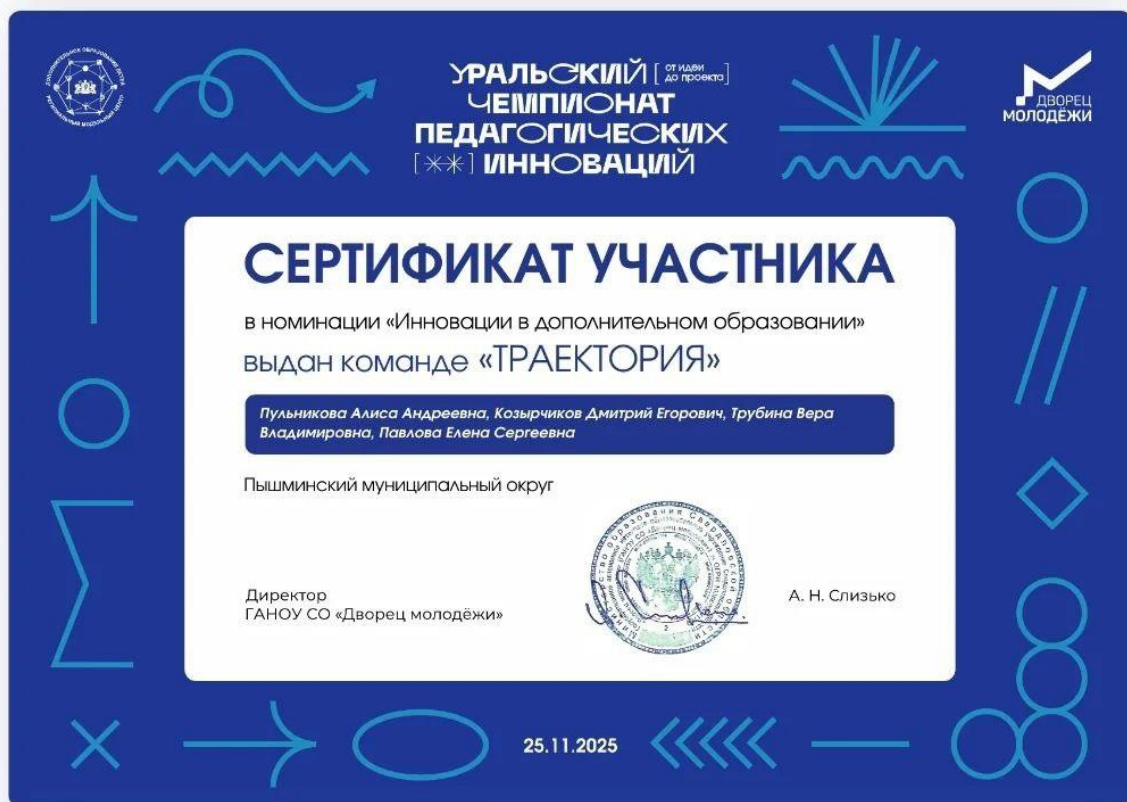 УРАЛЬСКИЙ [от идеи до проекта]
ЧЕМПИОНАТ
ПЕДАГОГИЧЕСКИХ
[**] ИННОВАЦИЙ
ДВОРЕЦ
МОЛОДЁЖИ
СЕРТИФИКАТ УЧАСТНИКА
в номинации «Инновации в дополнительном образовании»
выдан команде «ТРАЕКТОРИЯ»
Пульникова Алиса Андреевна, Козырчиков Дмитрий Егорович, Трубина Вера
Владимировна, Павлова Елена Сергеевна
Пышминский муниципальный округ
Директор
ГАНОУ СО «Дворец молодёжи»
А. Н. Слизько
25.11.2025